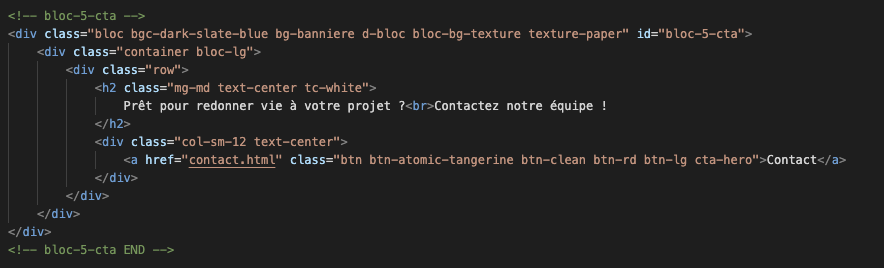 <!-- bloc-5-cta -->
<div class="bloc bgc-dark-slate-blue bg-banniere d-bloc bloc-bg-texture texture-paper" id="bloc-5-cta">
<div class="container bloc-lg">
<div class="row">
<h2 class="mg-md text-center tc-white">
Prêt pour redonner vie à votre projet ?<br>Contactez notre équipe !
</h2>
<div class="col-sm-12 text-center">
<a href="contact.html" class="btn btn-atomic-tangerine btn-clean btn-rd btn-lg cta-hero">Contact</a>
</div>
</div>
</div>
</div>
<!-- bloc-5-cta END -->